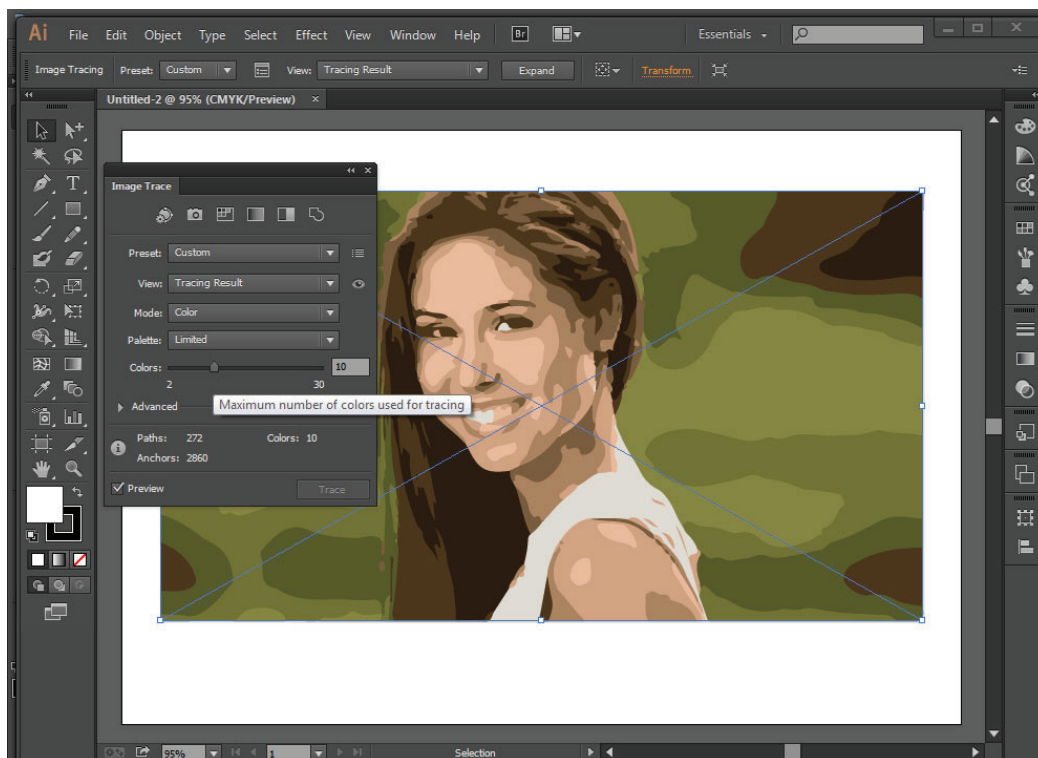 Ai File Edit Object Type Select Effect View Window Help Br Essentials
Image Tracing Preset: Custom View: Tracing Result Expand Transform
Untitled-2 @ 95% (CMYK/Preview) ×
Image Trace
Preset: Custom
View: Tracing Result
Mode: Color
Palette: Limited
Colors: 10
2 30
Advanced
Maximum number of colors used for tracing
Paths: 272 Colors: 10
Anchors: 2860
Preview Trace
95% 1 Selection